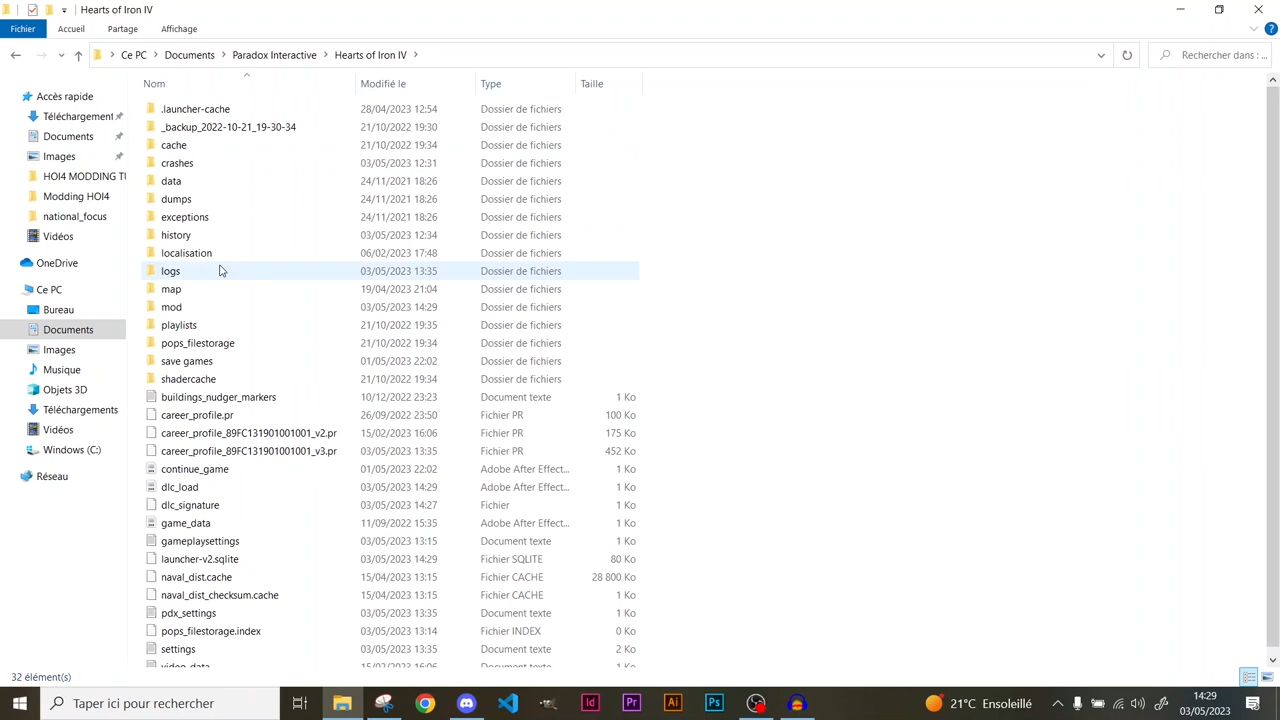 Hearts of Iron IV
Fichier Accueil Partage Affichage
Ce PC Documents Paradox Interactive Hearts of Iron IV
Rechercher dans : ...
Nom Modifié le Type Taille
Accès rapide
Téléchargement
Documents
Images
HOI4 MODDING TU
Modding HOI4
national_focus
Vidéos
OneDrive
Ce PC
Bureau
Documents
Images
Musique
Objets 3D
Téléchargements
Vidéos
Windows (C:)
Réseau
.launcher-cache 28/04/2023 12:54 Dossier de fichiers
_backup_2022-10-21_19-30-34 21/10/2022 19:30 Dossier de fichiers
cache 21/10/2022 19:34 Dossier de fichiers
crashes 03/05/2023 12:31 Dossier de fichiers
data 24/11/2021 18:26 Dossier de fichiers
dumps 24/11/2021 18:26 Dossier de fichiers
exceptions 24/11/2021 18:26 Dossier de fichiers
history 03/05/2023 12:34 Dossier de fichiers
localisation 06/02/2023 17:48 Dossier de fichiers
logs 03/05/2023 13:35 Dossier de fichiers
map 19/04/2023 21:04 Dossier de fichiers
mod 03/05/2023 14:29 Dossier de fichiers
playlists 21/10/2022 19:35 Dossier de fichiers
pops_filestorage 21/10/2022 19:34 Dossier de fichiers
save games 01/05/2023 22:02 Dossier de fichiers
shadercache 21/10/2022 19:34 Dossier de fichiers
buildings_nudger_markers 10/12/2022 23:23 Document texte 1 Ko
career_profile.pr 26/09/2022 23:50 Fichier PR 100 Ko
career_profile_89FC131901001001_v2.pr 15/02/2023 16:06 Fichier PR 175 Ko
career_profile_89FC131901001001_v3.pr 03/05/2023 13:35 Fichier PR 452 Ko
continue_game 01/05/2023 22:02 Adobe After Effect... 1 Ko
dlc_load 03/05/2023 14:29 Adobe After Effect... 1 Ko
dlc_signature 03/05/2023 14:27 Fichier 1 Ko
game_data 11/09/2022 15:35 Adobe After Effect... 1 Ko
gameplaysettings 03/05/2023 13:15 Document texte 1 Ko
launcher-v2.sqlite 03/05/2023 14:29 Fichier SQLITE 80 Ko
naval_dist.cache 15/04/2023 13:15 Fichier CACHE 28 800 Ko
naval_dist_checksum.cache 15/04/2023 13:15 Fichier CACHE 1 Ko
pdx_settings 03/05/2023 13:35 Document texte 1 Ko
pops_filestorage.index 03/05/2023 13:14 Fichier INDEX 0 Ko
settings 03/05/2023 13:35 Document texte 2 Ko
video_data 15/02/2023 16:06 Document texte 1 Ko
32 élément(s)
Taper ici pour rechercher
Id Pr Ai Ps
21°C Ensoleillé
14:29
03/05/2023